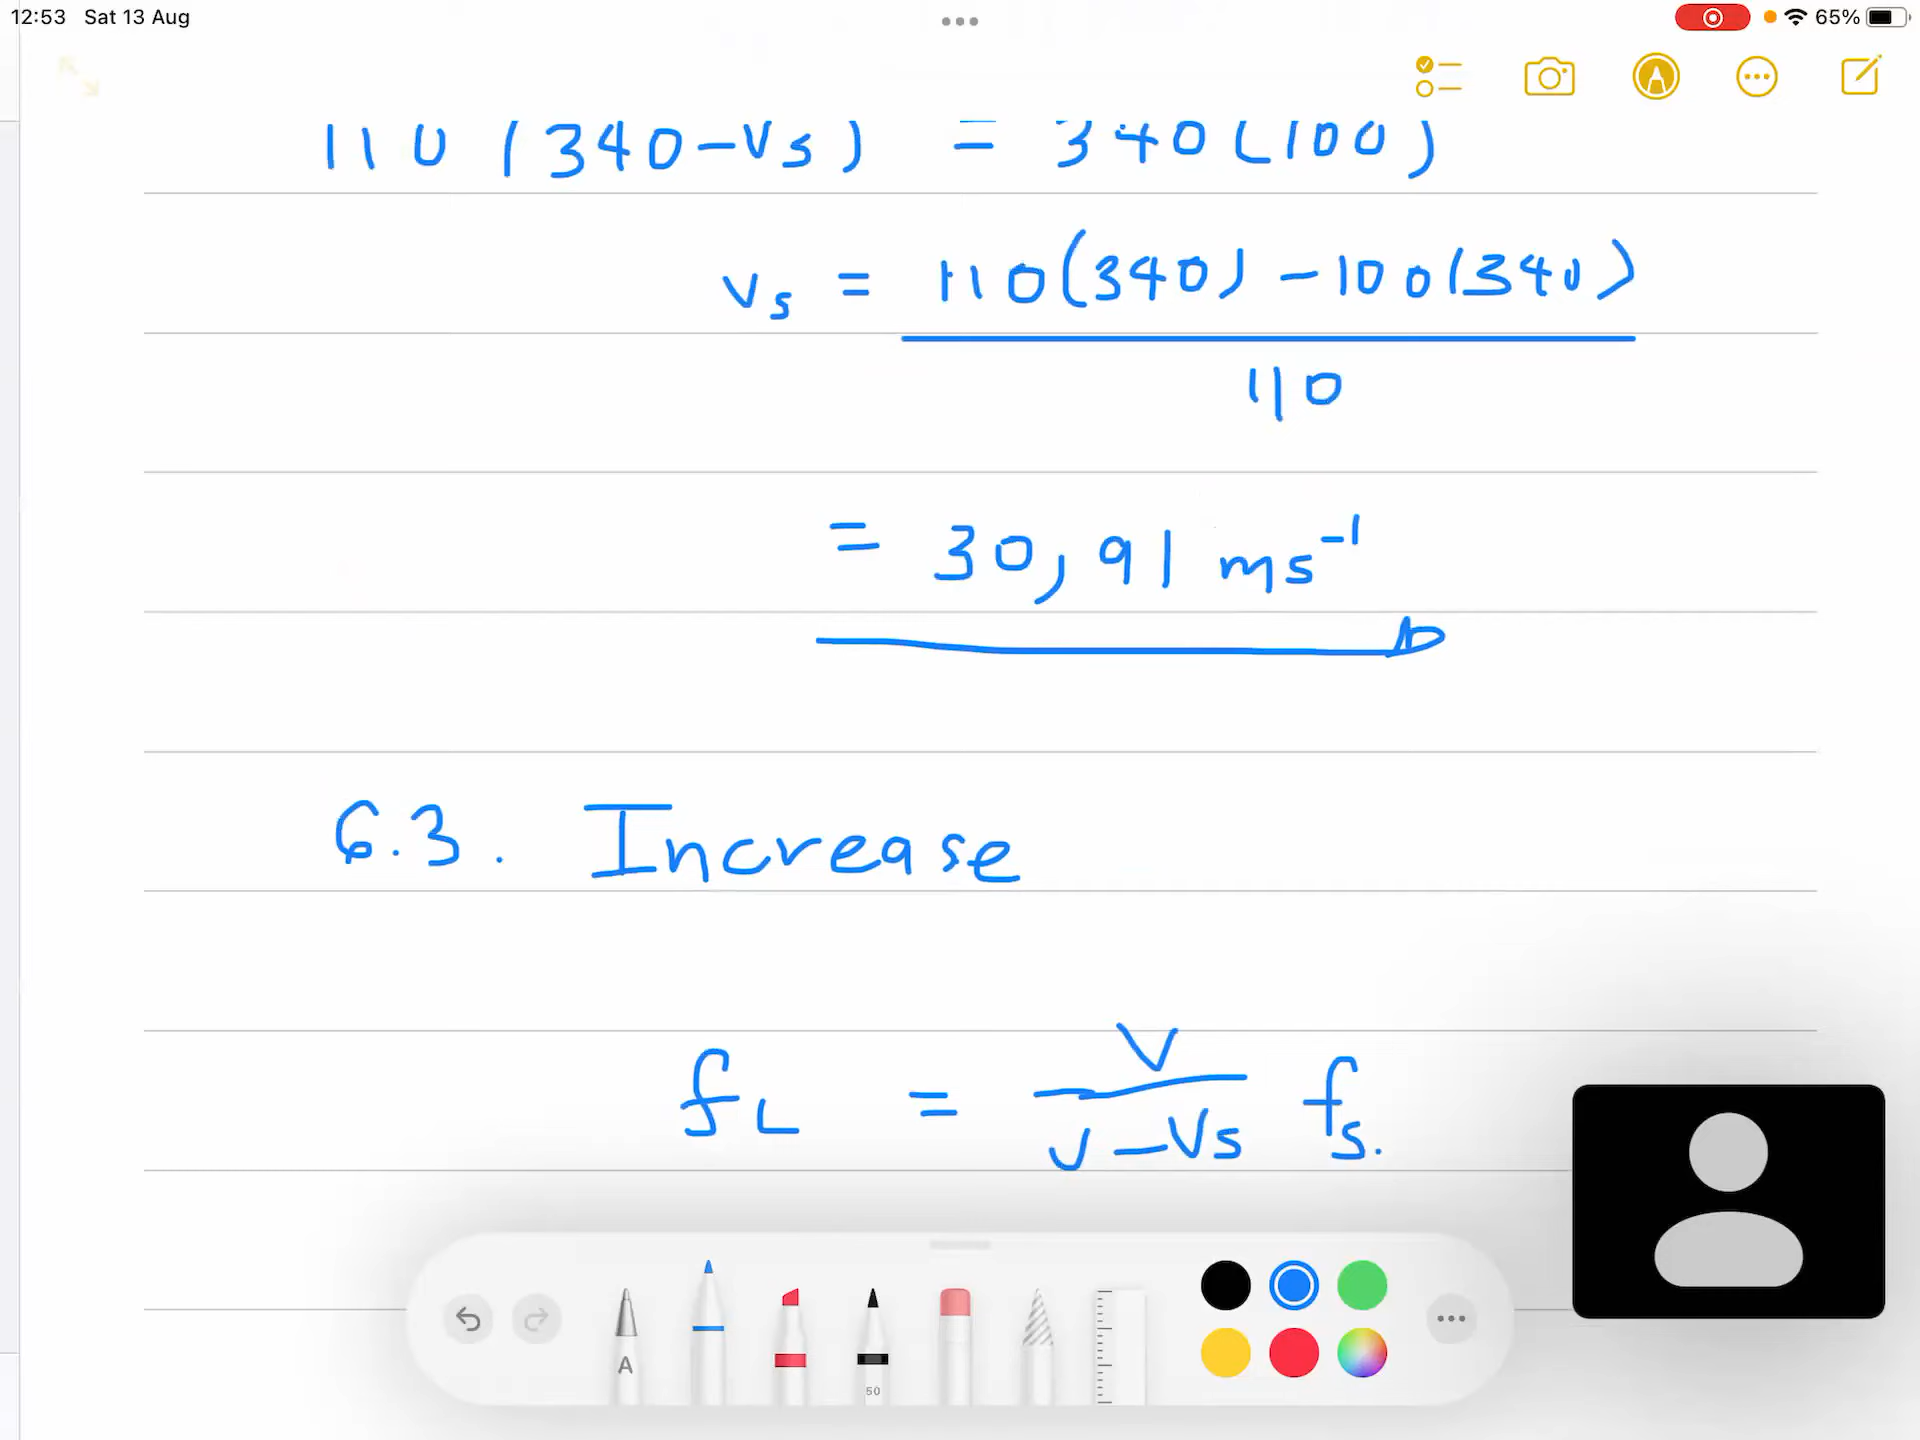 12:53 Sat 13 Aug
65%
110 (340-Vs) = 340(100)
vs = 110(340) - 100(340)
110
= 30,91 ms⁻¹
6.3. Increase
fL = V / V - Vs fs.
A
50